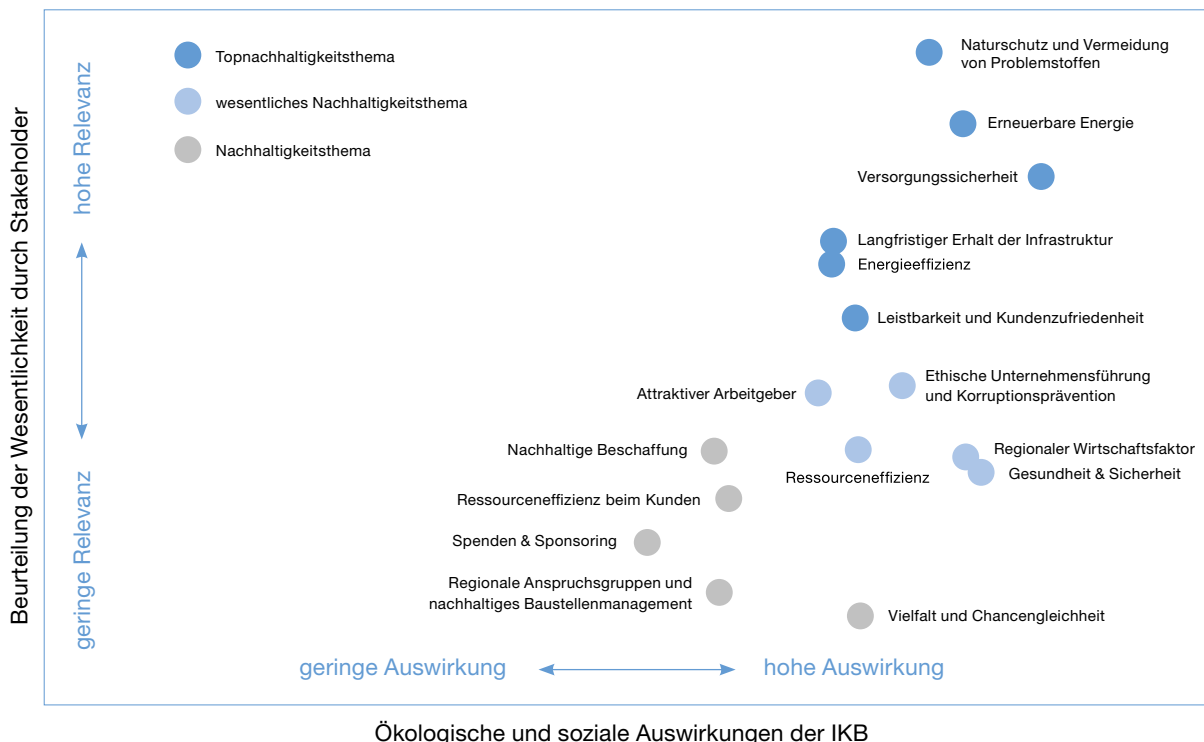 Beurteilung der Wesentlichkeit durch Stakeholder
hohe Relevanz
geringe Relevanz
Topnachhaltigkeitsthema
wesentliches Nachhaltigkeitsthema
Nachhaltigkeitsthema
Naturschutz und Vermeidung
von Problemstoffen
Erneuerbare Energie
Versorgungssicherheit
Langfristiger Erhalt der Infrastruktur
Energieeffizienz
Leistbarkeit und Kundenzufriedenheit
Attraktiver Arbeitgeber
Ethische Unternehmensführung
und Korruptionsprävention
Nachhaltige Beschaffung
Ressourceneffizienz
Regionaler Wirtschaftsfaktor
Gesundheit & Sicherheit
Ressourceneffizienz beim Kunden
Spenden & Sponsoring
Regionale Anspruchsgruppen und
nachhaltiges Baustellenmanagement
Vielfalt und Chancengleichheit
geringe Auswirkung
hohe Auswirkung
Ökologische und soziale Auswirkungen der IKB